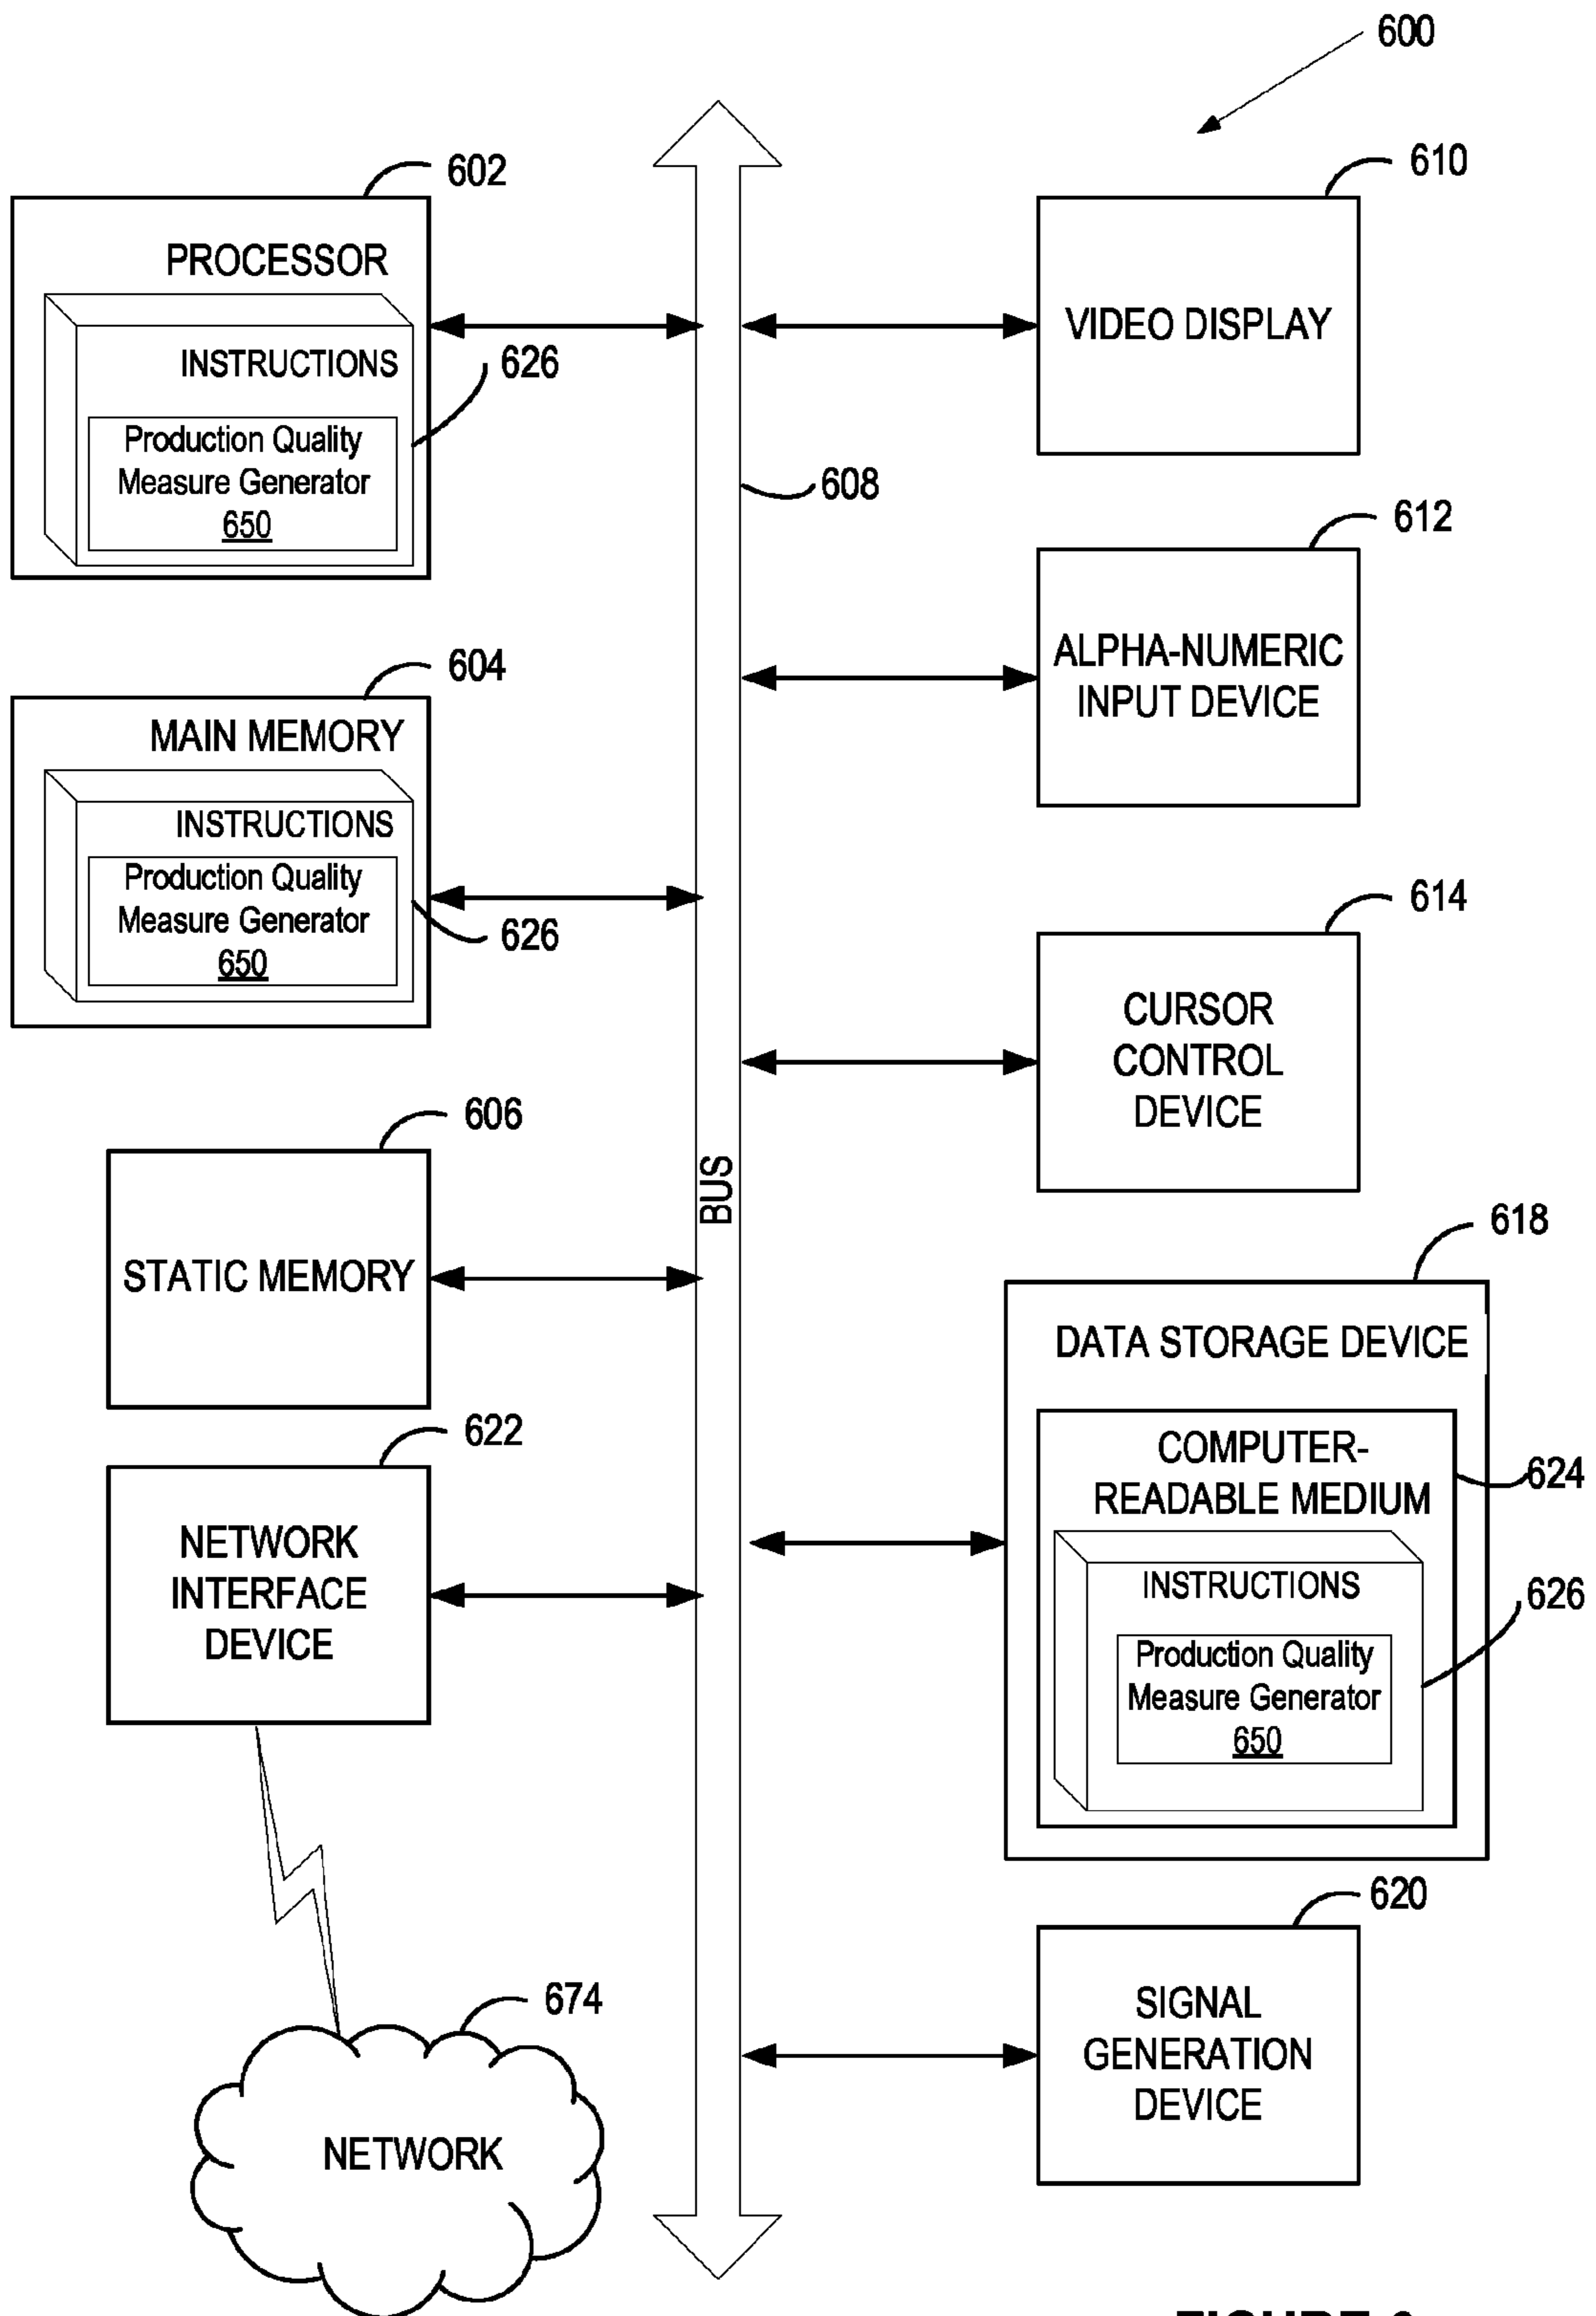 600
602
PROCESSOR
INSTRUCTIONS
Production Quality
Measure Generator
650
626
604
MAIN MEMORY
INSTRUCTIONS
Production Quality
Measure Generator
650
626
606
STATIC MEMORY
622
NETWORK
INTERFACE
DEVICE
674
NETWORK
608
BUS
610
VIDEO DISPLAY
612
ALPHA-NUMERIC
INPUT DEVICE
614
CURSOR
CONTROL
DEVICE
618
DATA STORAGE DEVICE
COMPUTER-
READABLE MEDIUM
624
INSTRUCTIONS
626
Production Quality
Measure Generator
650
620
SIGNAL
GENERATION
DEVICE